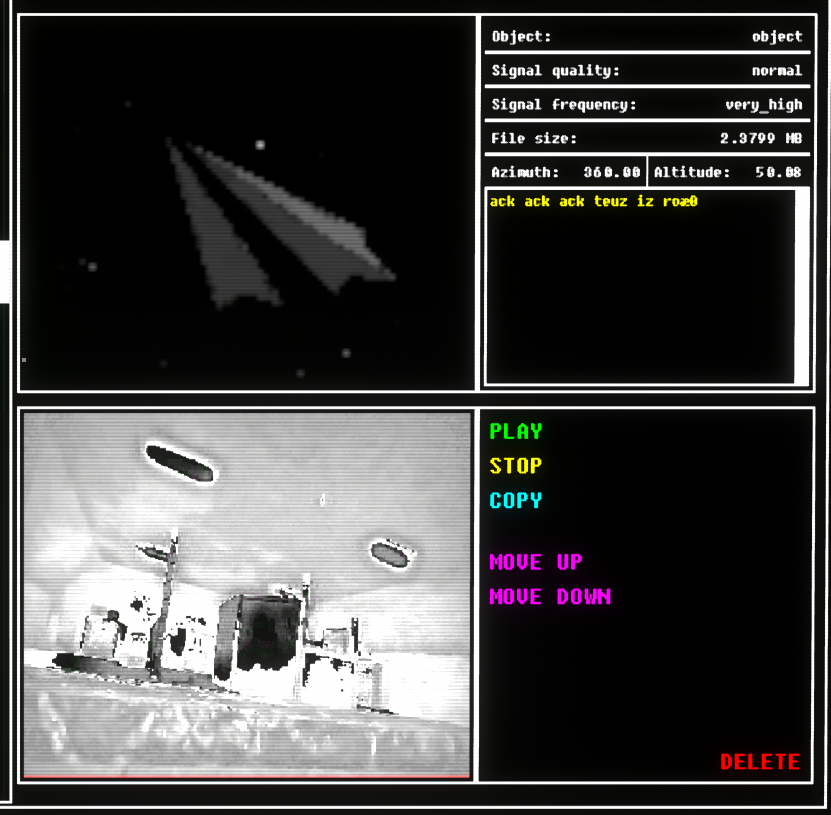 Object: object
Signal quality: normal
Signal frequency: very_high
File size: 2.3799 MB
Azimuth: 360.00 Altitude: 50.08
ack ack ack teuz iz roæ0
PLAY
STOP
COPY
MOVE UP
MOVE DOWN
DELETE